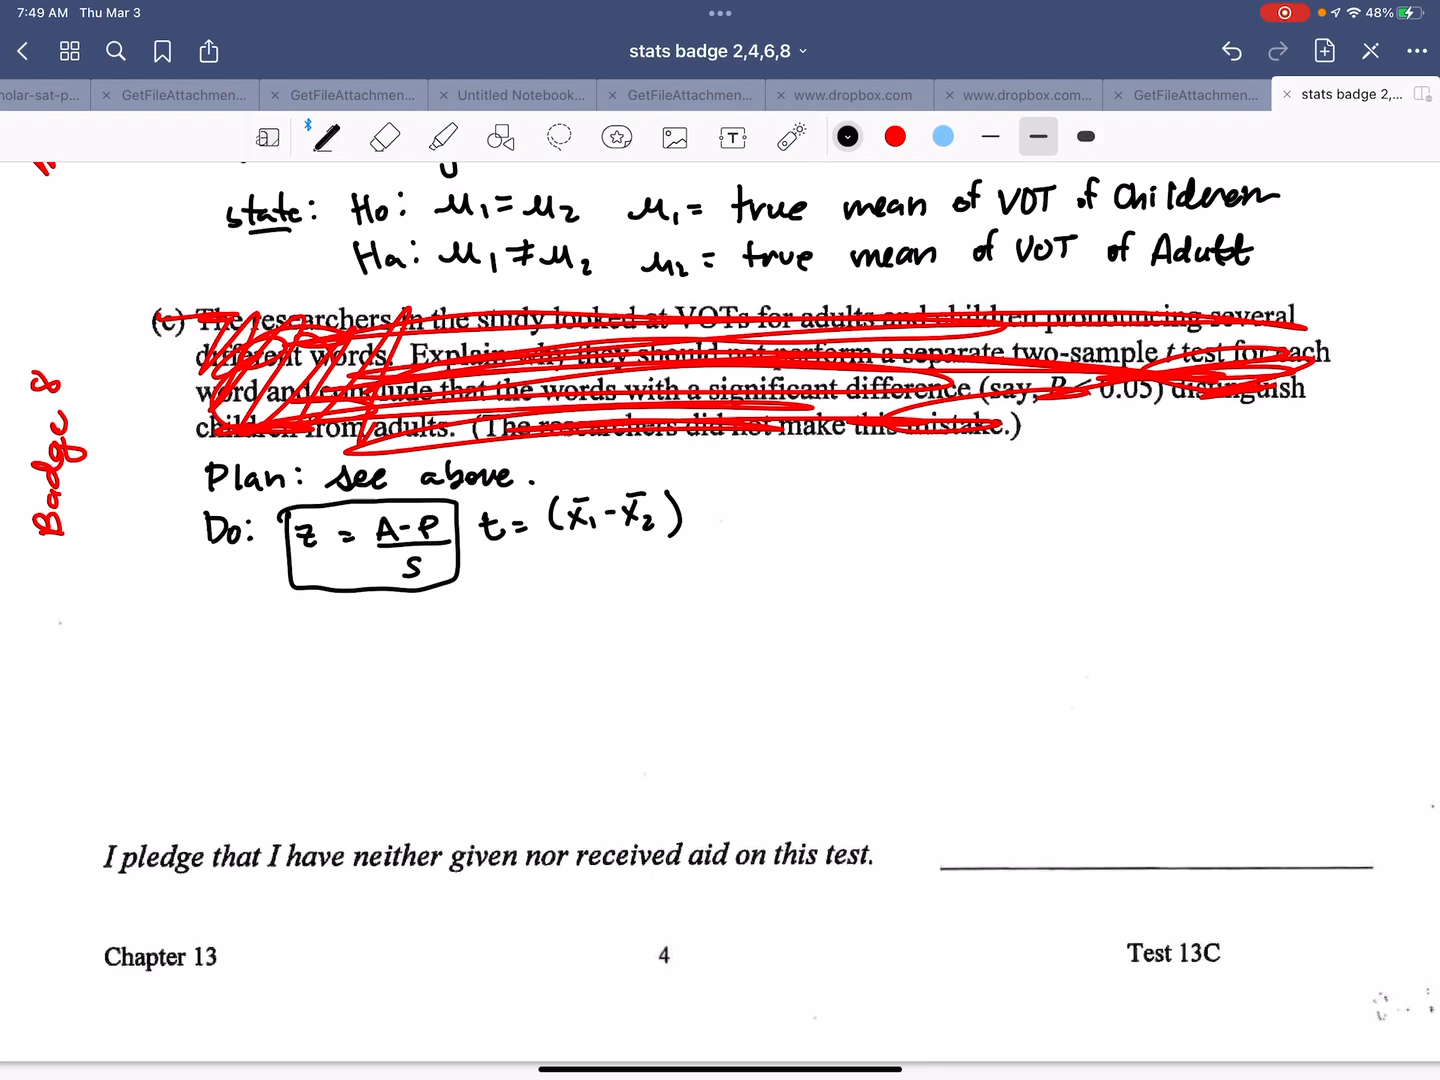 7:49 AM Thu Mar 3
48%
stats badge 2,4,6,8
holar-sat-p... GetFileAttachmen... GetFileAttachmen... Untitled Notebook... GetFileAttachmen... www.dropbox.com www.dropbox.com... GetFileAttachmen... stats badge 2,...
state: Ho: μ₁ = μ₂ μ₁ = true mean of VOT of Childeren
Ha: μ₁ ≠ μ₂ μ₂ = true mean of VOT of Adult
(c) The researchers in the study looked at VOTs for adults and children pronouncing several
different words. Explain why they should not perform a separate two-sample t test for each
word and conclude that the words with a significant difference (say, P < 0.05) distinguish
children from adults. (The researchers did not make this mistake.)
Badge 8
Plan: see above.
Do: z = A-P / S t = (x̄₁ - x̄₂)
I pledge that I have neither given nor received aid on this test.
Chapter 13 4 Test 13C